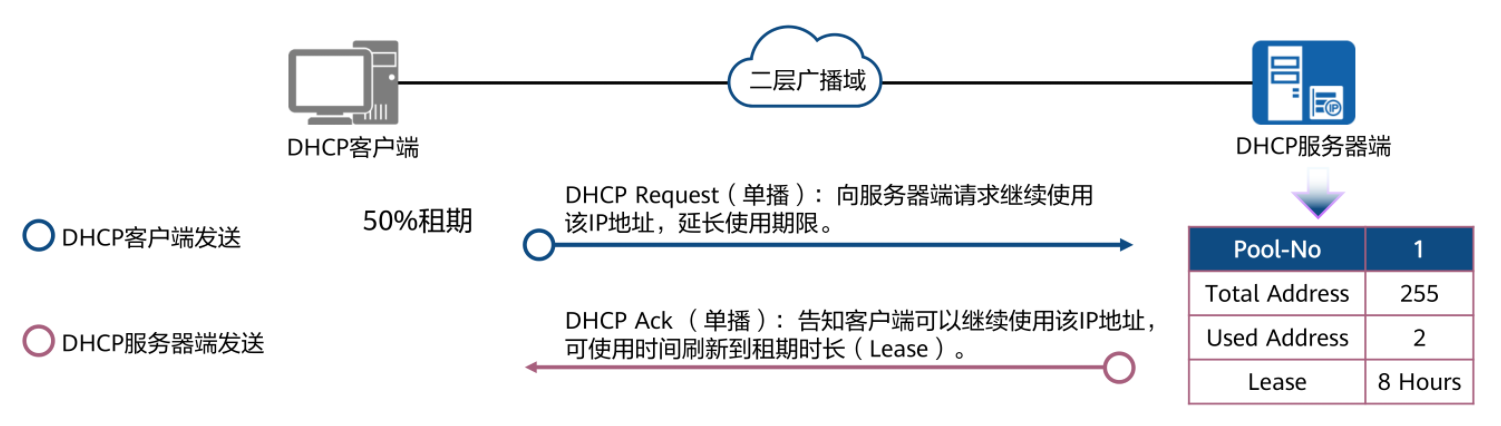 二层广播域
DHCP客户端
DHCP服务器端
50%租期
DHCP Request（单播）：向服务器端请求继续使用
该IP地址，延长使用期限。
DHCP客户端发送
DHCP Ack （单播）：告知客户端可以继续使用该IP地址，
可使用时间刷新到租期时长（Lease）。
DHCP服务器端发送
IP
Pool-No 1
Total Address 255
Used Address 2
Lease 8 Hours